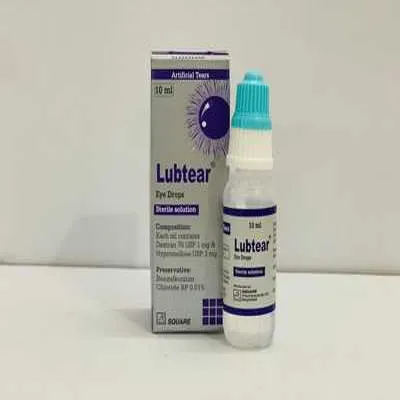 Artificial Tears
10 ml
Lubtear®
Eye Drops
Sterile solution
Composition:
Each ml contains
Dextran 70 USP 1 mg &
Hypromellose USP 3 mg
Preservative:
Benzalkonium
Chloride BP 0.01%
SQUARE
10 ml
Lubtear®
Eye Drops
Sterile solution
SQUARE